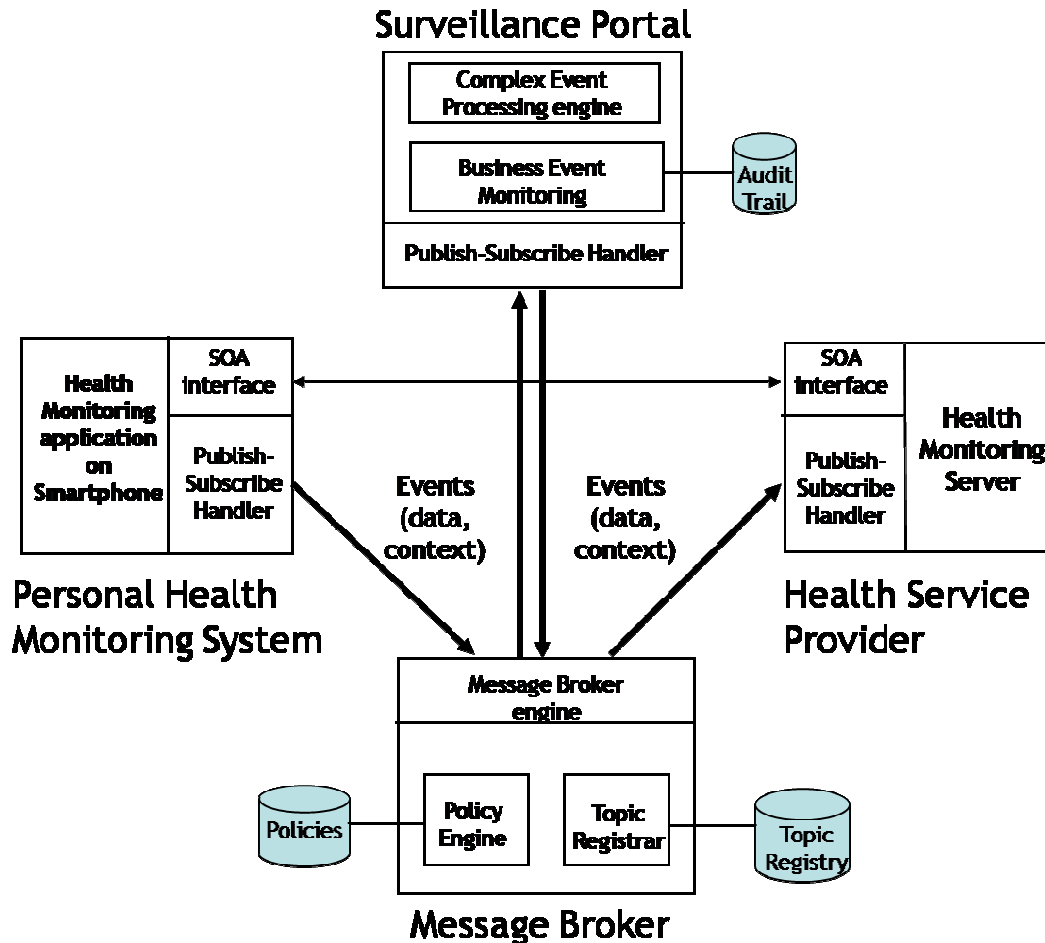 Surveillance Portal
Complex Event
Processing engine
Business Event
Monitoring
Audit
Trail
Publish-Subscribe Handler
Health
Monitoring
application
on
Smartphone
SOA
interface
Publish-
Subscribe
Handler
Personal Health
Monitoring System
Events
(data,
context)
Events
(data,
context)
SOA
interface
Publish-
Subscribe
Handler
Health
Monitoring
Server
Health Service
Provider
Message Broker
engine
Policies
Policy
Engine
Topic
Registrar
Topic
Registry
Message Broker